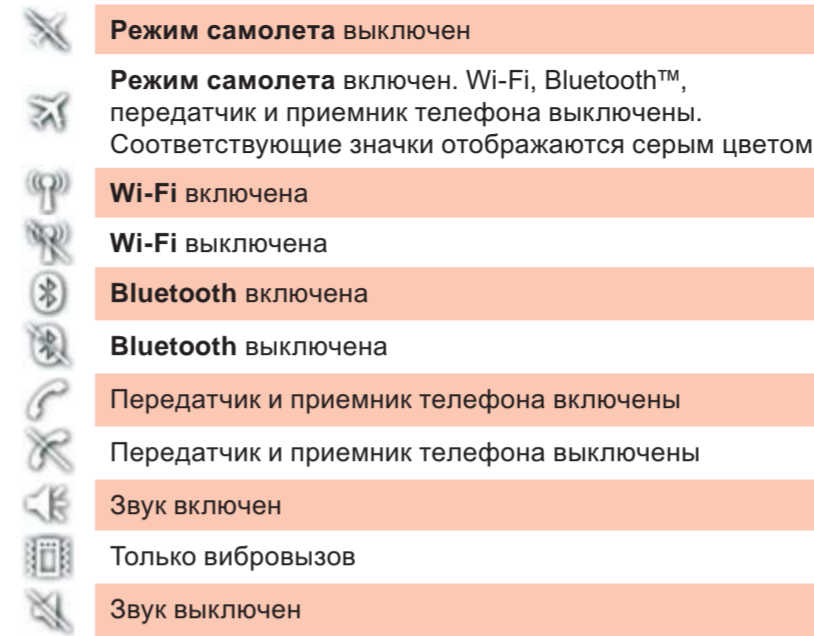 Режим самолета выключен
Режим самолета включен. Wi-Fi, Bluetooth™,
передатчик и приемник телефона выключены.
Соответствующие значки отображаются серым цветом
Wi-Fi включена
Wi-Fi выключена
Bluetooth включена
Bluetooth выключена
Передатчик и приемник телефона включены
Передатчик и приемник телефона выключены
Звук включен
Только вибровызов
Звук выключен